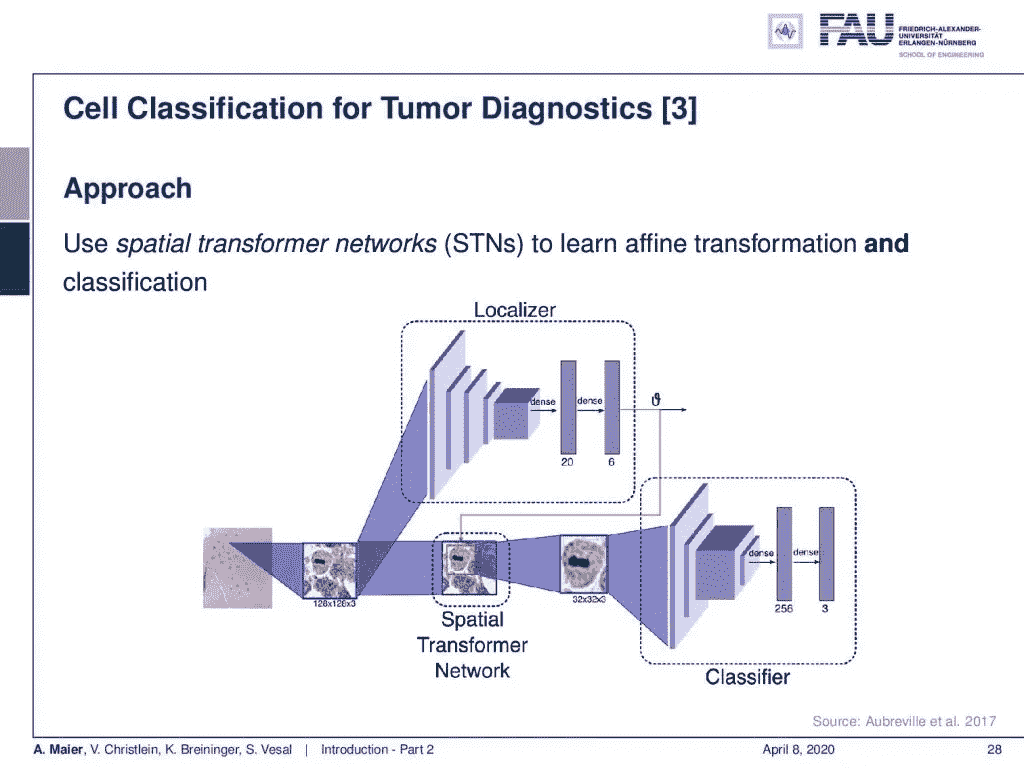 FAU
FRIEDRICH-ALEXANDER-
UNIVERSITÄT
ERLANGEN-NÜRNBERG
SCHOOL OF ENGINEERING
Cell Classification for Tumor Diagnostics [3]
Approach
Use spatial transformer networks (STNs) to learn affine transformation and
classification
Localizer
dense
dense
ϑ
20
6
128x128x3
32x32x3
dense
dense
256
3
Spatial
Transformer
Network
Classifier
Source: Aubreville et al. 2017
A. Maier, V. Christlein, K. Breininger, S. Vesal | Introduction - Part 2
April 8, 2020
28